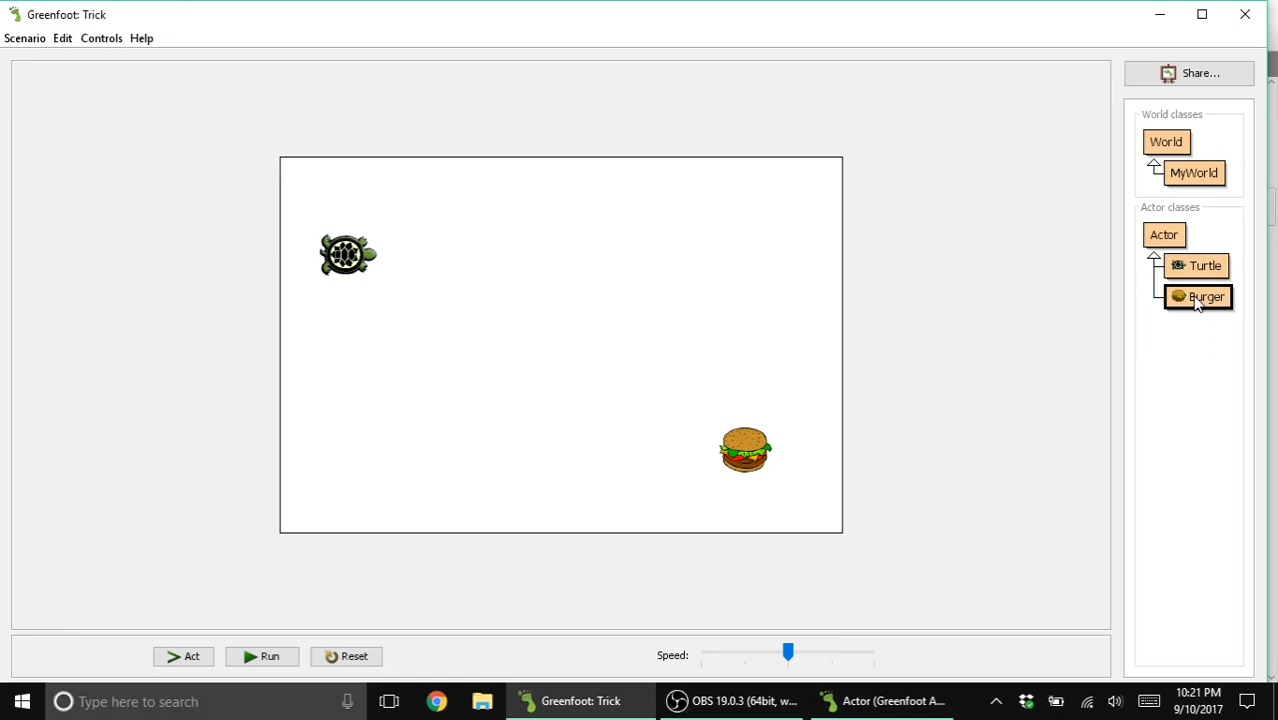 Greenfoot: Trick
Scenario Edit Controls Help
Share...
World classes
World
MyWorld
Actor classes
Actor
Turtle
Burger
Act Run Reset Speed:
Type here to search
Greenfoot: Trick
OBS 19.0.3 (64bit, w...
Actor (Greenfoot A...
10:21 PM
9/10/2017